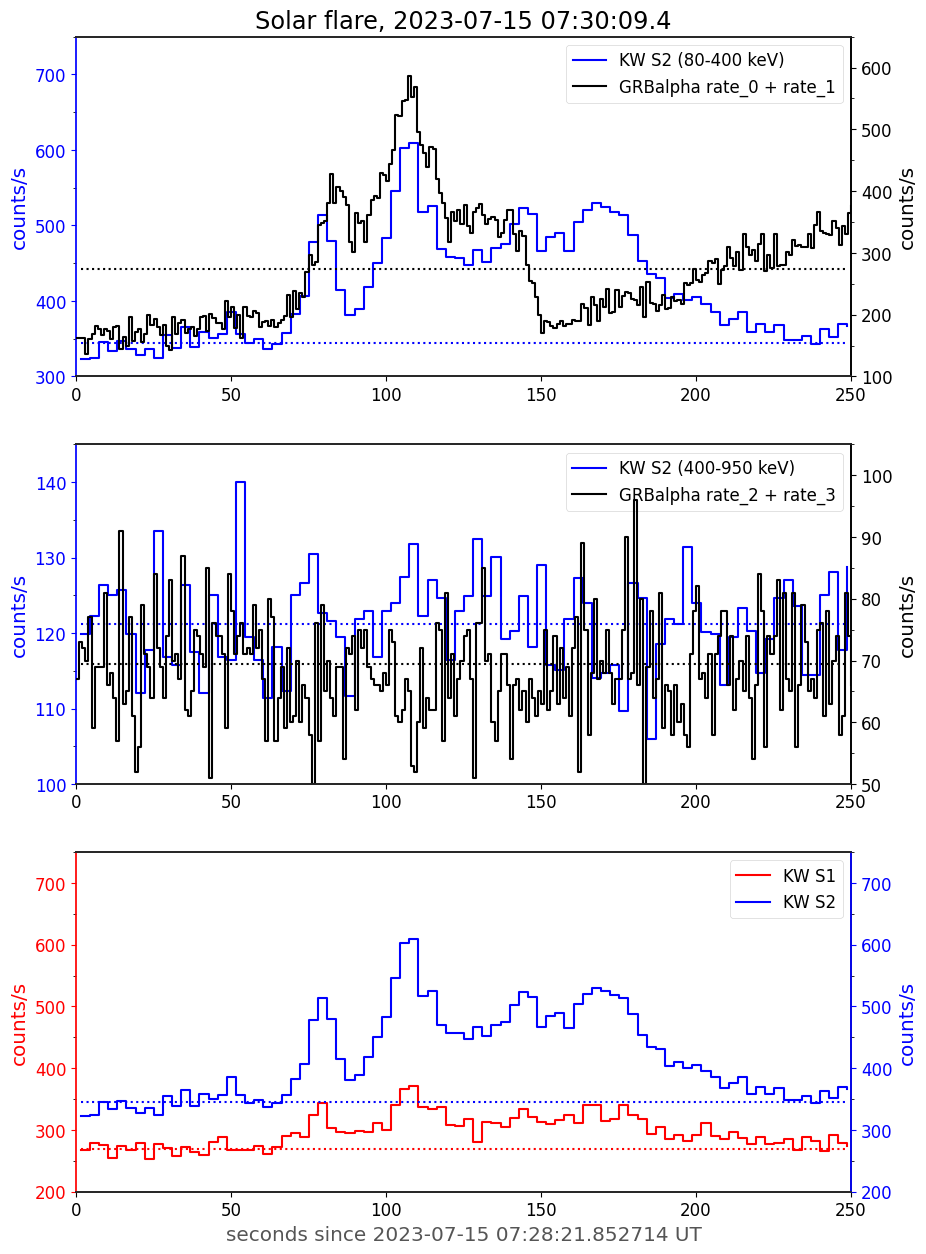 Solar flare, 2023-07-15 07:30:09.4
KW S2 (80-400 keV)
GRBalpha rate_0 + rate_1
counts/s
700
600
500
400
300
counts/s
600
500
400
300
200
100
0 50 100 150 200 250
KW S2 (400-950 keV)
GRBalpha rate_2 + rate_3
counts/s
140
130
120
110
100
counts/s
100
90
80
70
60
50
0 50 100 150 200 250
KW S1
KW S2
counts/s
700
600
500
400
300
200
counts/s
700
600
500
400
300
200
0 50 100 150 200 250
seconds since 2023-07-15 07:28:21.852714 UT